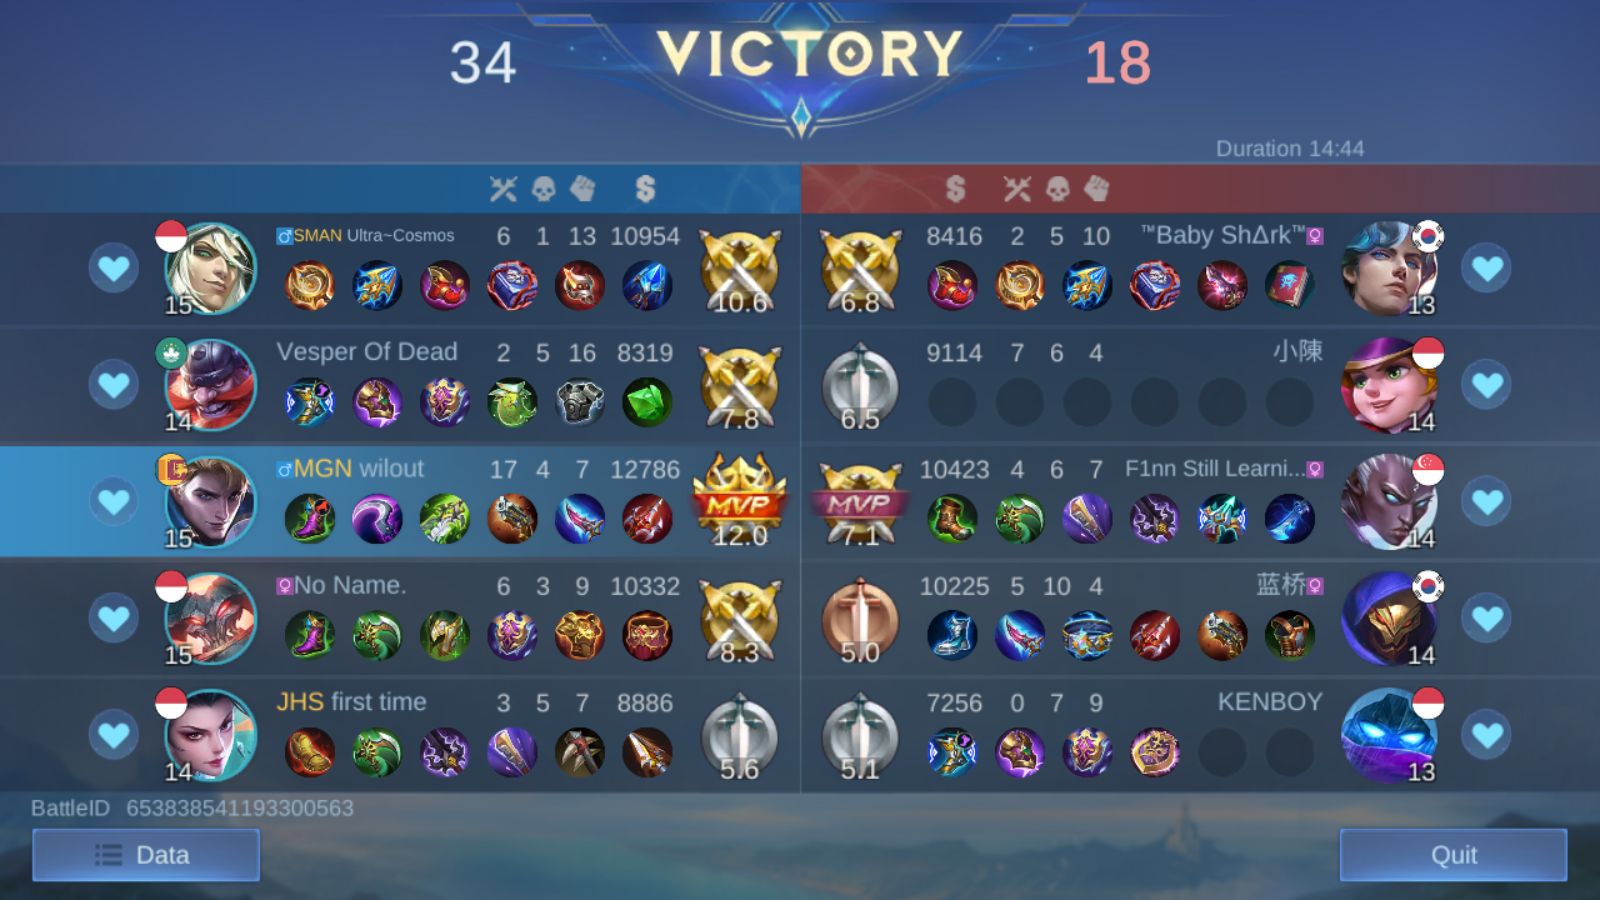 34 VICTORY 18
Duration 14:44
15 SMAN Ultra~Cosmos 6 1 13 10954 10.6
6.8 8416 2 5 10 ™Baby ShΔrk™ 13
14 Vesper Of Dead 2 5 16 8319 7.8
6.5 9114 7 6 4 小陳 14
15 MGN wilout 17 4 7 12786 MVP 12.0
MVP 7.1 10423 4 6 7 F1nn Still Learni... 14
15 No Name. 6 3 9 10332 8.3
5.0 10225 5 10 4 蓝桥 14
14 JHS first time 3 5 7 8886 5.6
5.1 7256 0 7 9 KENBOY 13
BattleID 653838541193300563
Data
Quit